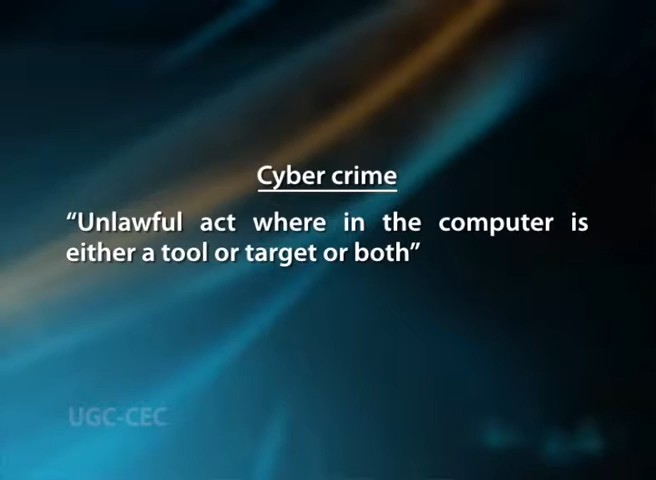 Cyber crime
“Unlawful act where in the computer is
either a tool or target or both”
UGC-CEC